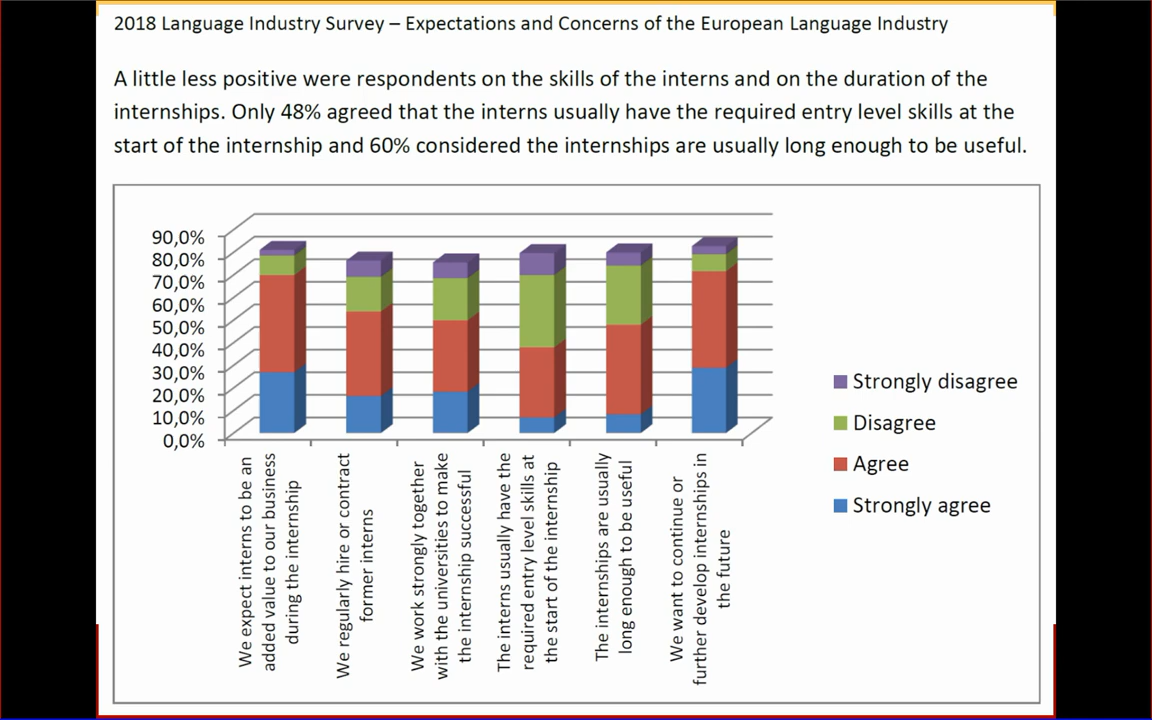 2018 Language Industry Survey – Expectations and Concerns of the European Language Industry
A little less positive were respondents on the skills of the interns and on the duration of the
internships. Only 48% agreed that the interns usually have the required entry level skills at the
start of the internship and 60% considered the internships are usually long enough to be useful.
90,0%
80,0%
70,0%
60,0%
50,0%
40,0%
30,0%
20,0%
10,0%
0,0%
We expect interns to be an
added value to our business
during the internship
We regularly hire or contract
former interns
We work strongly together
with the universities to make
the internship successful
The interns usually have the
required entry level skills at
the start of the internship
The internships are usually
long enough to be useful
We want to continue or
further develop internships in
the future
Strongly disagree
Disagree
Agree
Strongly agree